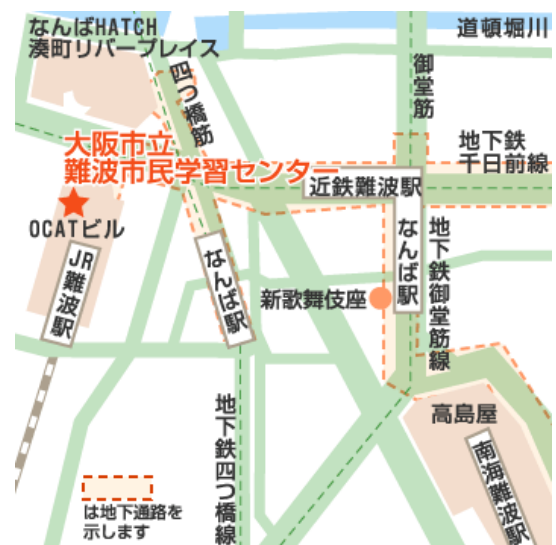 なんばHATCH
湊町リバープレイス
道頓堀川
四つ橋筋
御堂筋
大阪市立
難波市民学習センター
地下鉄
千日前線
近鉄難波駅
OCATビル
JR難波駅
なんば駅
なんば駅
地下鉄御堂筋線
新歌舞伎座
地下鉄四つ橋線
高島屋
南海難波駅
は地下通路を
示します